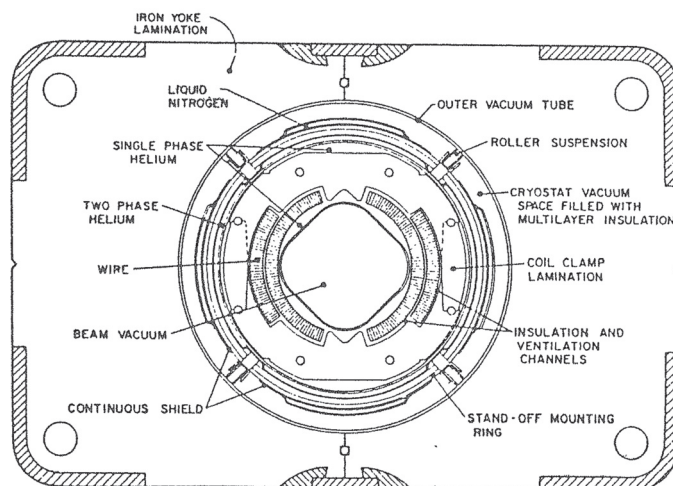 IRON YOKE
LAMINATION
LIQUID
NITROGEN
OUTER VACUUM TUBE
SINGLE PHASE
HELIUM
ROLLER SUSPENSION
TWO PHASE
HELIUM
CRYOSTAT VACUUM
SPACE FILLED WITH
MULTILAYER INSULATION
WIRE
COIL CLAMP
LAMINATION
BEAM VACUUM
INSULATION AND
VENTILATION
CHANNELS
CONTINUOUS SHIELD
STAND-OFF MOUNTING
RING